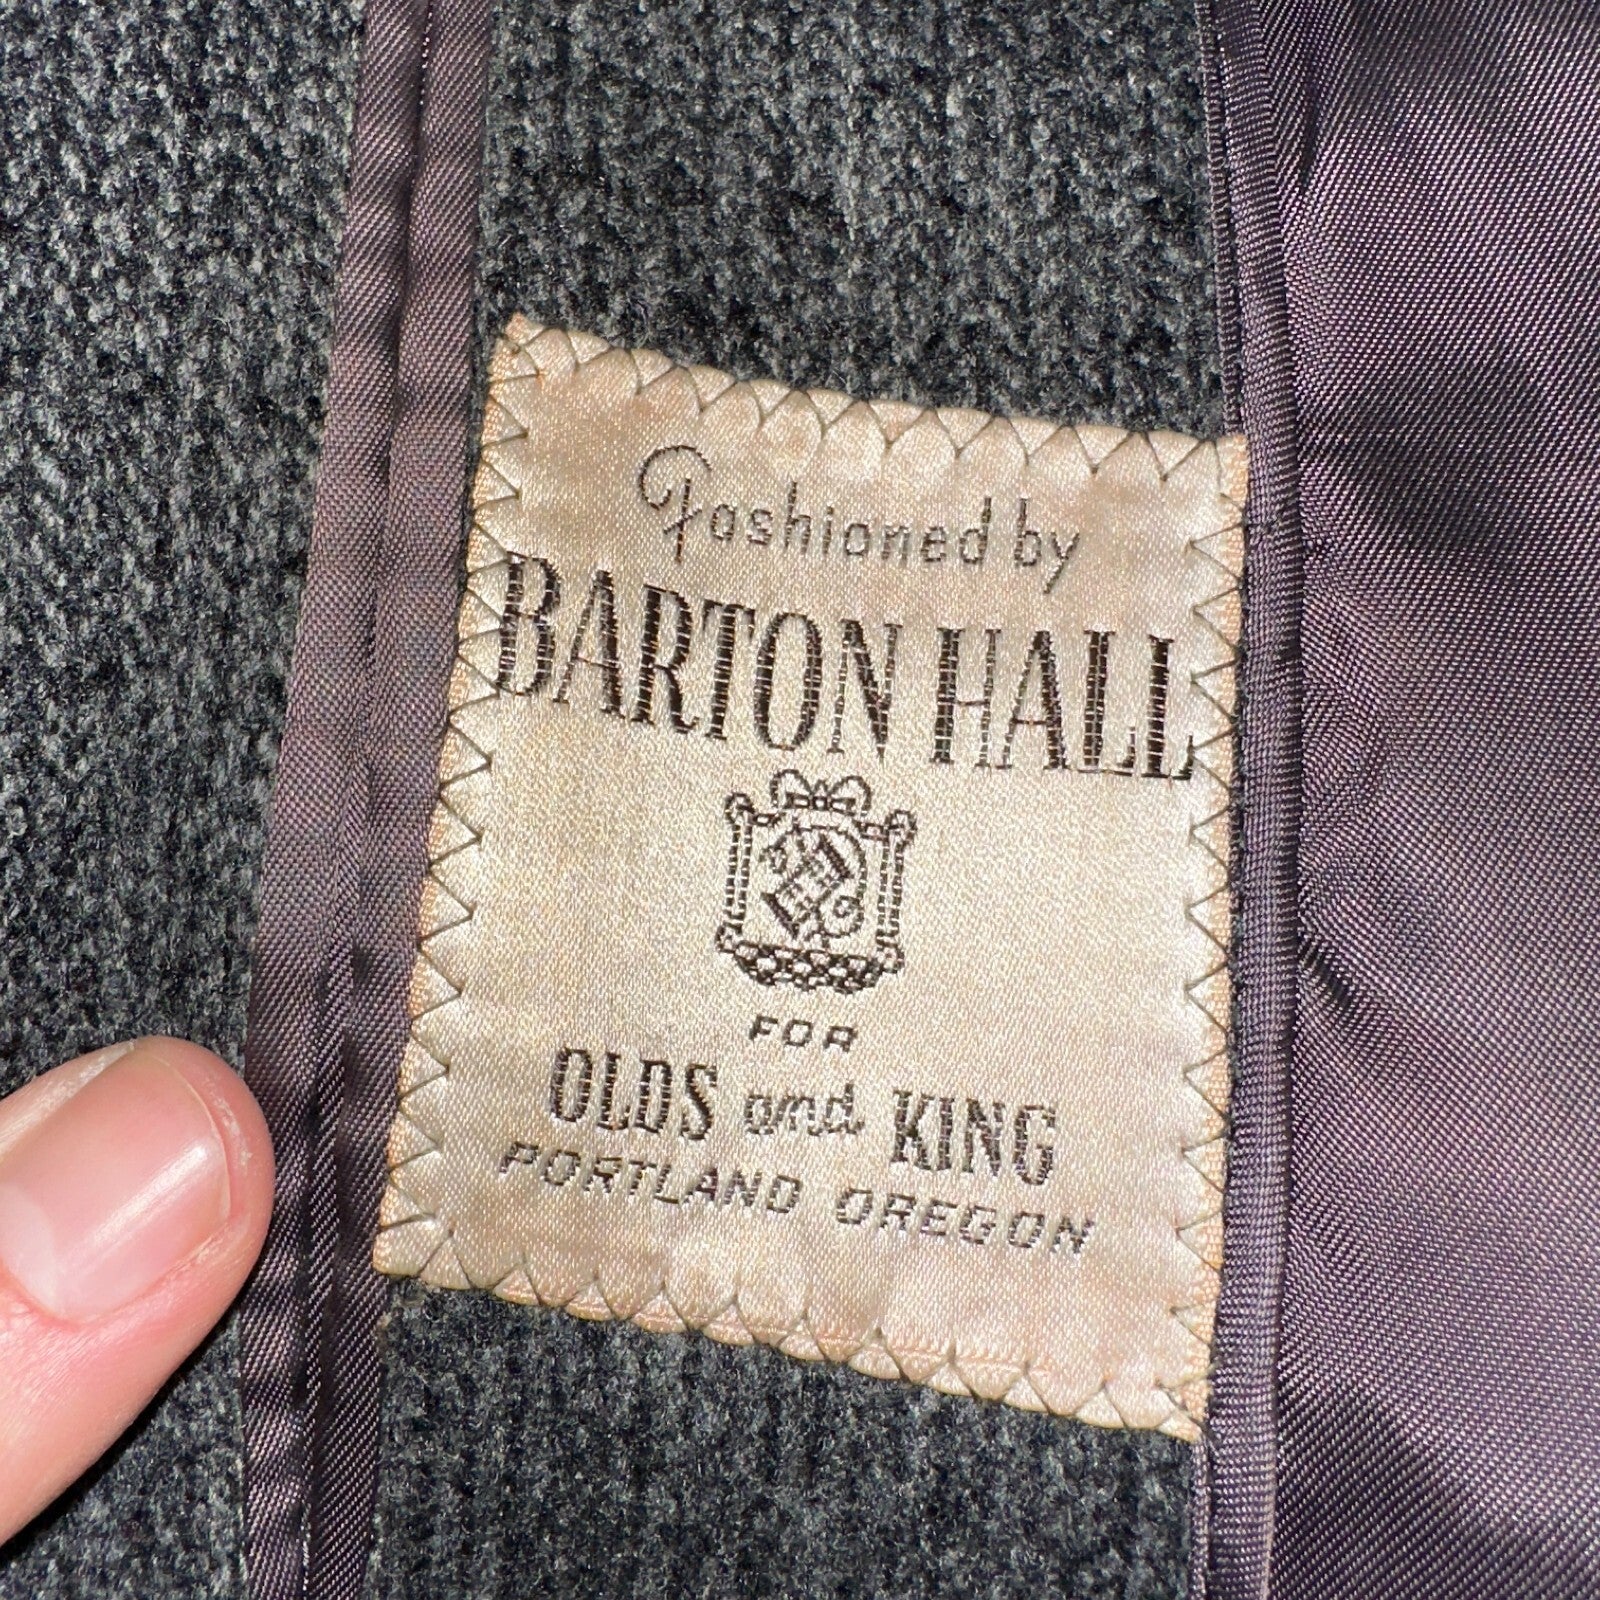 Fashioned by
BARTON HALL
FOR
OLDS and KING
PORTLAND OREGON